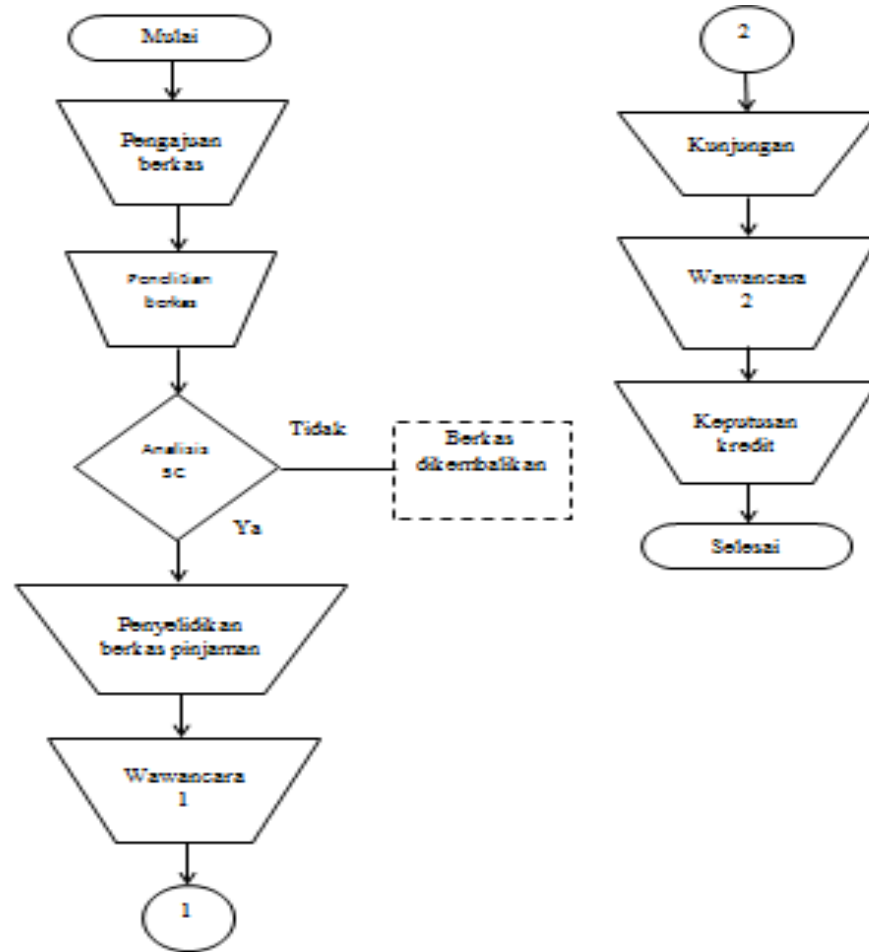 Mulai
Pengajuan
berkas
Penelitian
berkas
Analisis
5C
Tidak
Berkas
dikembalikan
Ya
Penyelidikan
berkas pinjaman
Wawancara
1
1
2
Kunjungan
Wawancara
2
Keputusan
kredit
Selesai